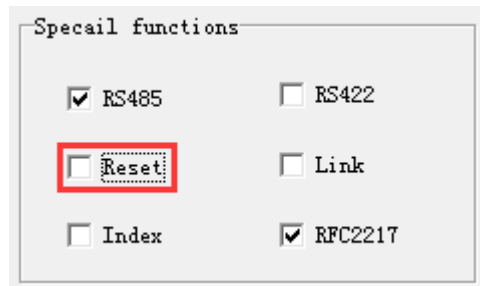 Specail functions
RS485 RS422
Reset Link
Index RFC2217